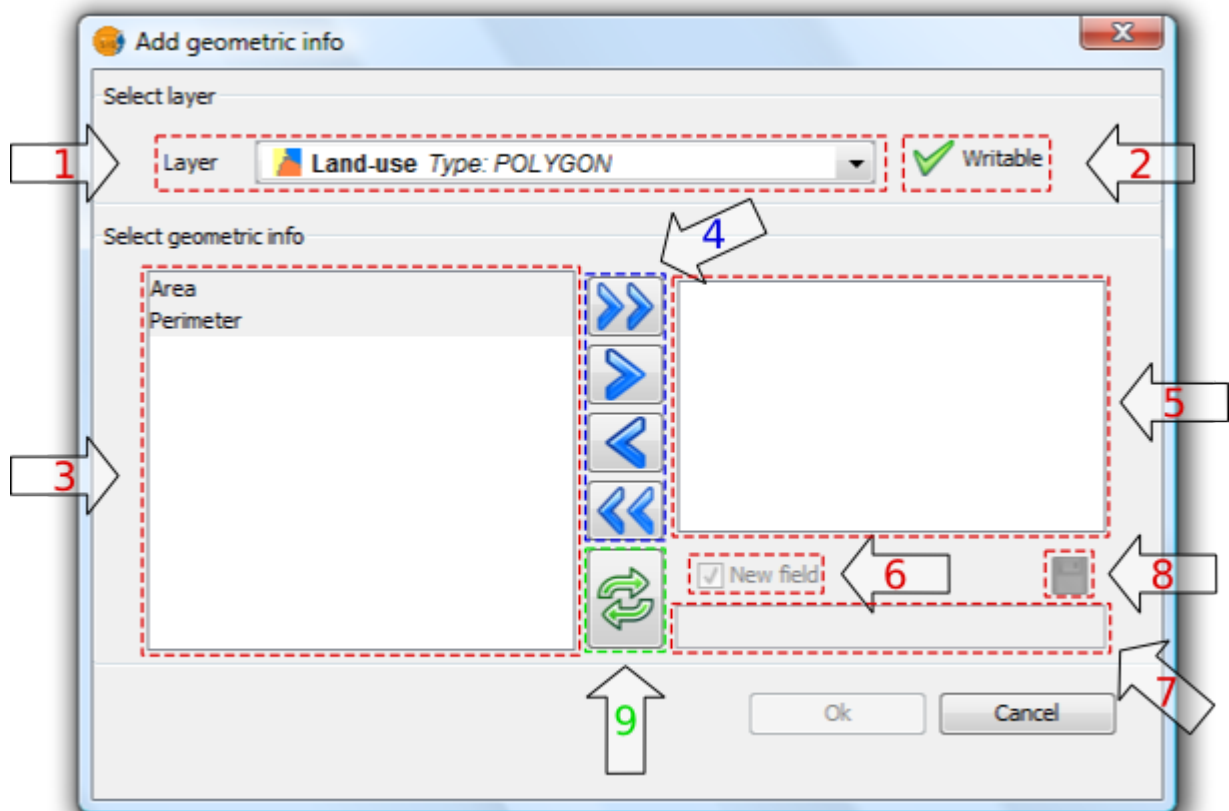 Add geometric info
Select layer
1
Layer
Land-use Type: POLYGON
Writable
2
Select geometric info
4
Area
Perimeter
3
5
New field
6
8
7
9
Ok
Cancel